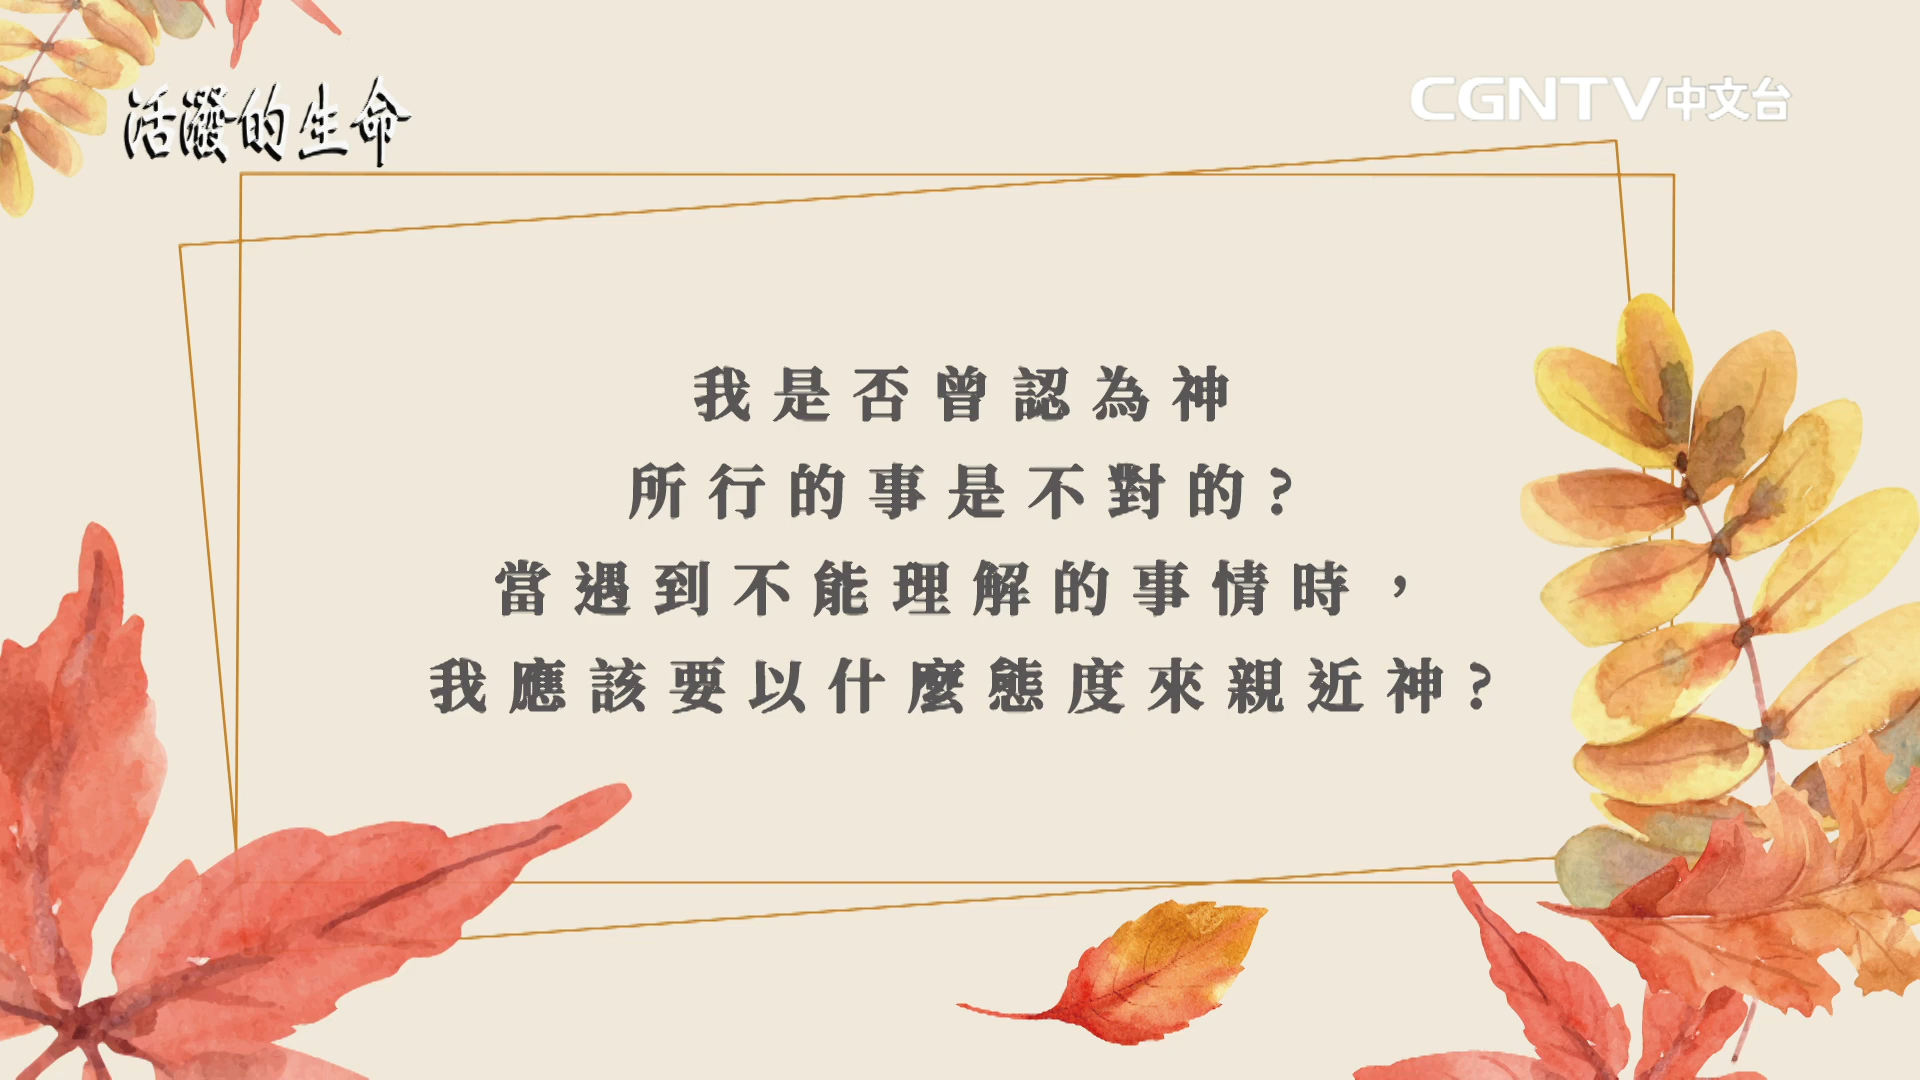 活潑的生命
CGNTV中文台
我是否曾認為神
所行的事是不對的?
當遇到不能理解的事情時，
我應該要以什麼態度來親近神?